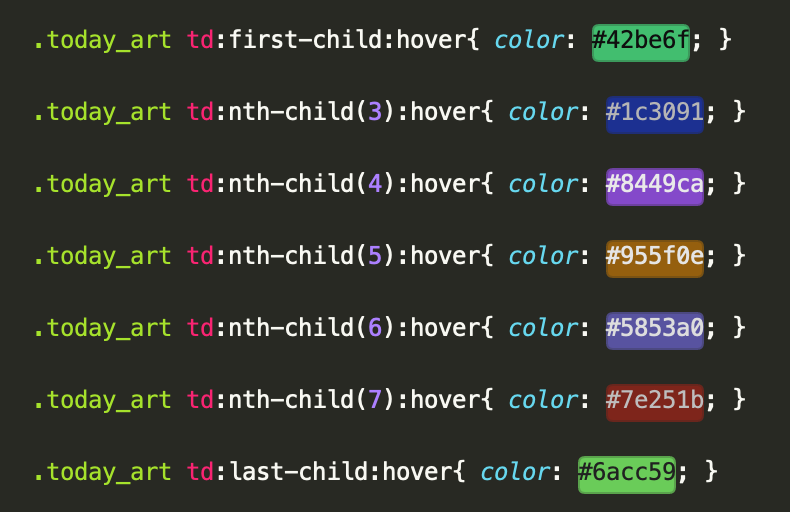 .today_art td:first-child:hover{ color: #42be6f; }
.today_art td:nth-child(3):hover{ color: #1c3091; }
.today_art td:nth-child(4):hover{ color: #8449ca; }
.today_art td:nth-child(5):hover{ color: #955f0e; }
.today_art td:nth-child(6):hover{ color: #5853a0; }
.today_art td:nth-child(7):hover{ color: #7e251b; }
.today_art td:last-child:hover{ color: #6acc59; }